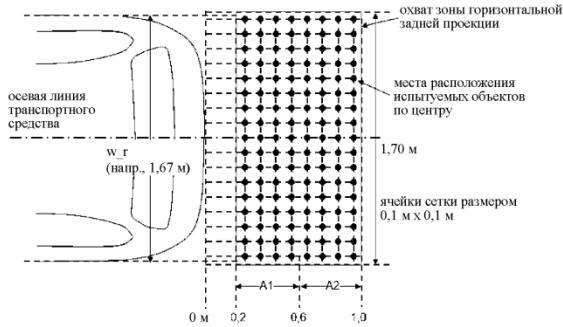 охват зоны горизонтальной
задней проекции
осевая линия
транспортного
средства
места расположения
испытуемых объектов
по центру
w_r
(напр., 1,67 м)
1,70 м
ячейки сетки размером
0,1 м x 0,1 м
A1
A2
0 м
0,2
0,6
1,0